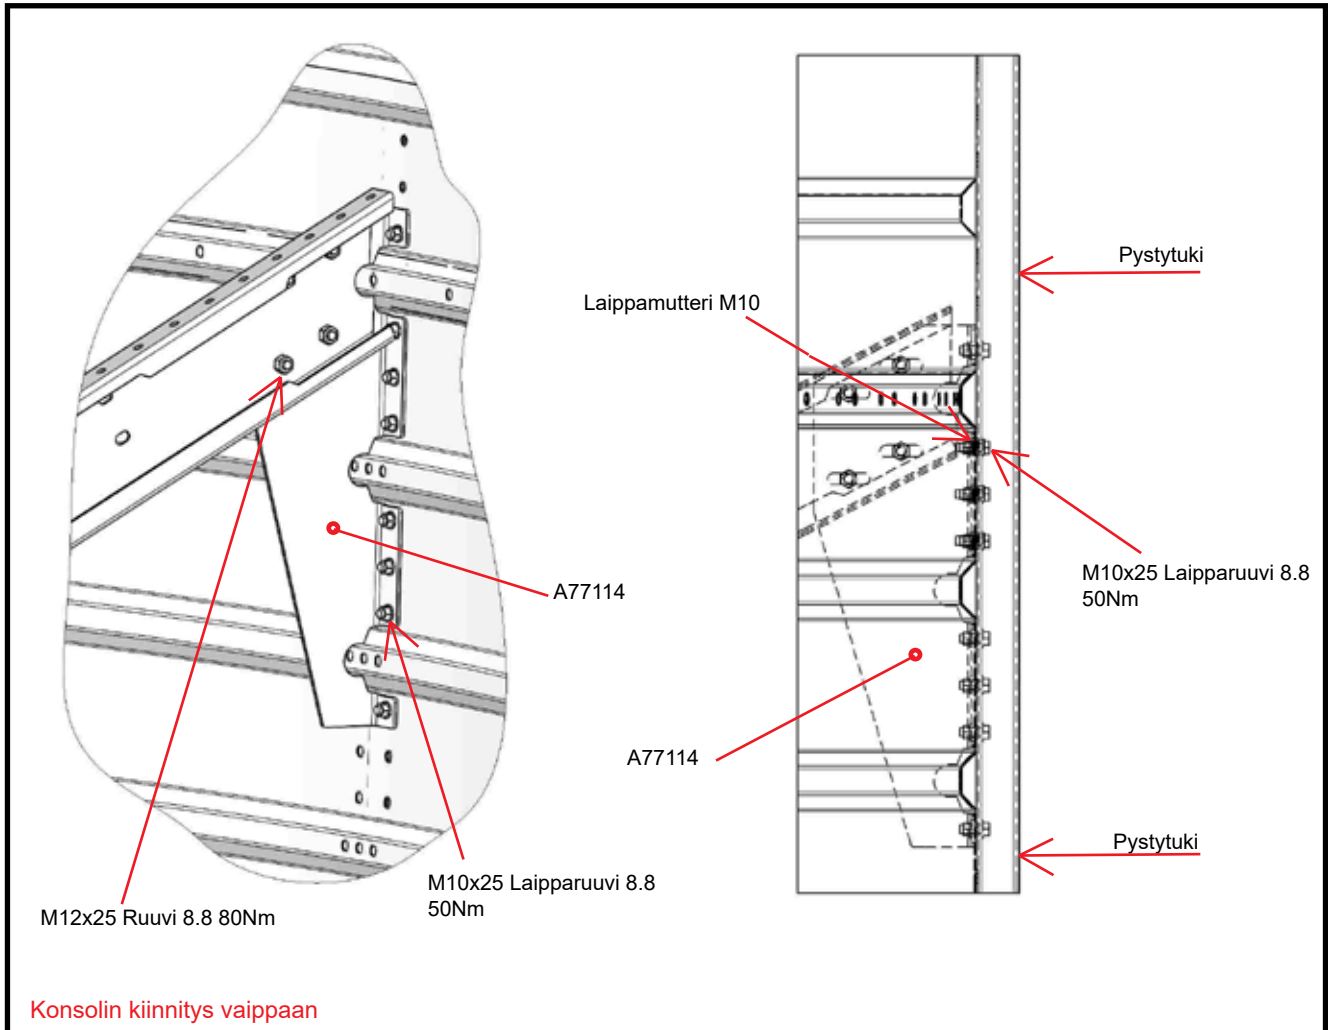 Pystytuki
Laippamutteri M10
M10x25 Laipparuuvi 8.8
50Nm
A77114
A77114
Pystytuki
M10x25 Laipparuuvi 8.8
50Nm
M12x25 Ruuvi 8.8 80Nm
Konsolin kiinnitys vaippaan